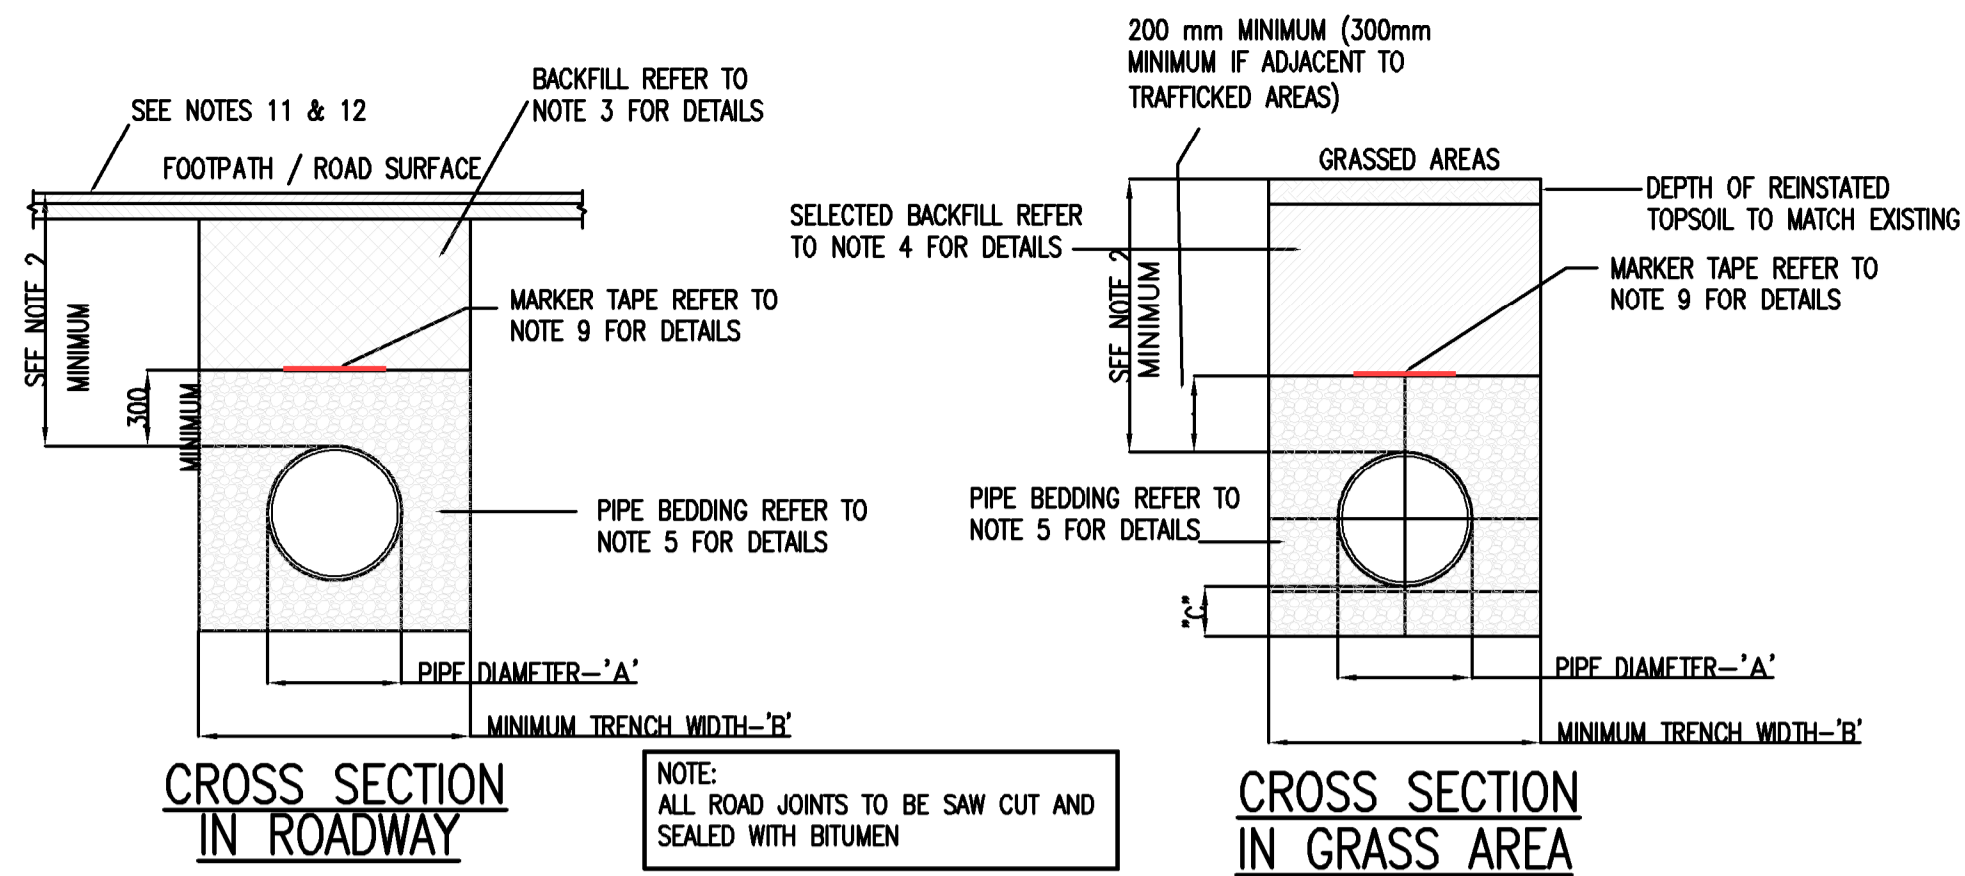 SEE NOTES 11 & 12
BACKFILL REFER TO
NOTE 3 FOR DETAILS
FOOTPATH / ROAD SURFACE
SEE NOTE 2
MINIMUM
MARKER TAPE REFER TO
NOTE 9 FOR DETAILS
300
MINIMUM
PIPE BEDDING REFER TO
NOTE 5 FOR DETAILS
PIPE DIAMETER-'A'
MINIMUM TRENCH WIDTH-'B'
CROSS SECTION
IN ROADWAY
NOTE:
ALL ROAD JOINTS TO BE SAW CUT AND
SEALED WITH BITUMEN
200 mm MINIMUM (300mm
MINIMUM IF ADJACENT TO
TRAFFICKED AREAS)
GRASSED AREAS
DEPTH OF REINSTATED
TOPSOIL TO MATCH EXISTING
SELECTED BACKFILL REFER
TO NOTE 4 FOR DETAILS
SEE NOTE 2
MINIMUM
MARKER TAPE REFER TO
NOTE 9 FOR DETAILS
PIPE BEDDING REFER TO
NOTE 5 FOR DETAILS
"C"
PIPE DIAMETER-'A'
MINIMUM TRENCH WIDTH-'B'
CROSS SECTION
IN GRASS AREA